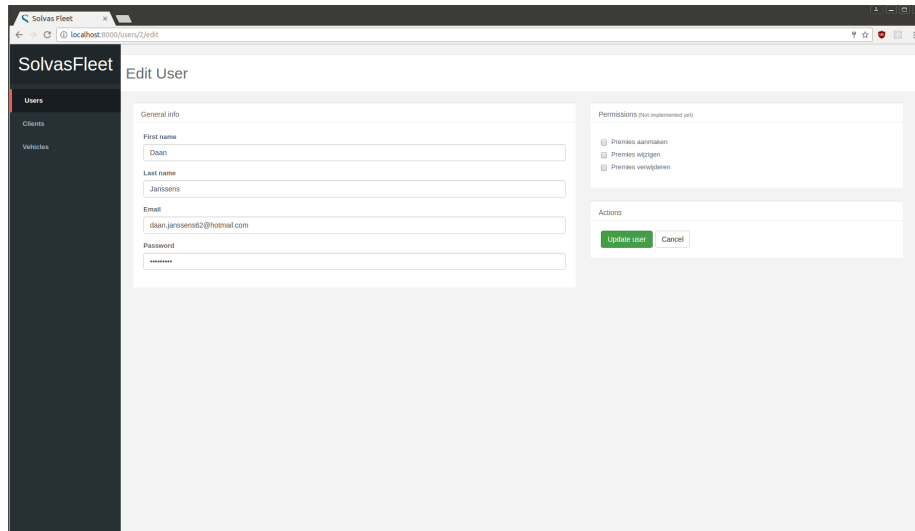 Solvas Fleet
localhost:8000/users/2/edit
SolvasFleet
Users
Clients
Vehicles
Edit User
General info
First name
Daan
Last name
Janssens
Email
daan.janssens62@hotmail.com
Password
•••••••••
Permissions (Not implemented yet)
Premies aanmaken
Premies wijzigen
Premies verwijderen
Actions
Update user Cancel